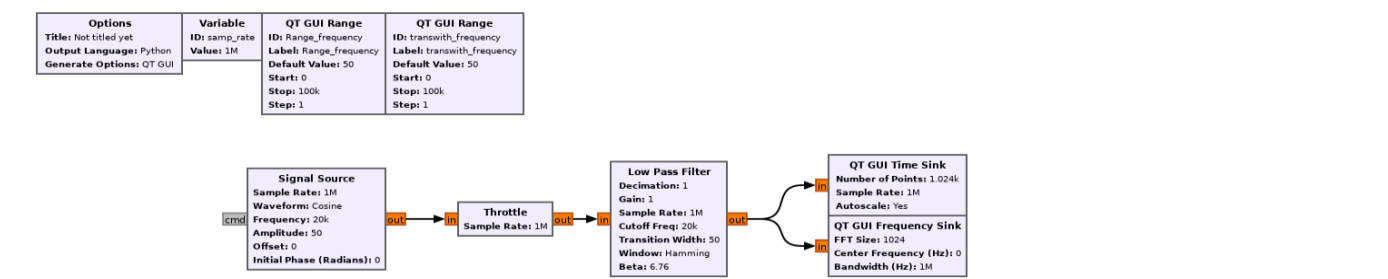 Options
Title: Not titled yet
Output Language: Python
Generate Options: QT GUI
Variable
ID: samp_rate
Value: 1M
QT GUI Range
ID: Range_frequency
Label: Range_frequency
Default Value: 50
Start: 0
Stop: 100k
Step: 1
QT GUI Range
ID: transwith_frequency
Label: transwith_frequency
Default Value: 50
Start: 0
Stop: 100k
Step: 1
cmd
Signal Source
Sample Rate: 1M
Waveform: Cosine
Frequency: 20k
Amplitude: 50
Offset: 0
Initial Phase (Radians): 0
out
in
Throttle
Sample Rate: 1M
out
in
Low Pass Filter
Decimation: 1
Gain: 1
Sample Rate: 1M
Cutoff Freq: 20k
Transition Width: 50
Window: Hamming
Beta: 6.76
out
in
QT GUI Time Sink
Number of Points: 1.024k
Sample Rate: 1M
Autoscale: Yes
in
QT GUI Frequency Sink
FFT Size: 1024
Center Frequency (Hz): 0
Bandwidth (Hz): 1M